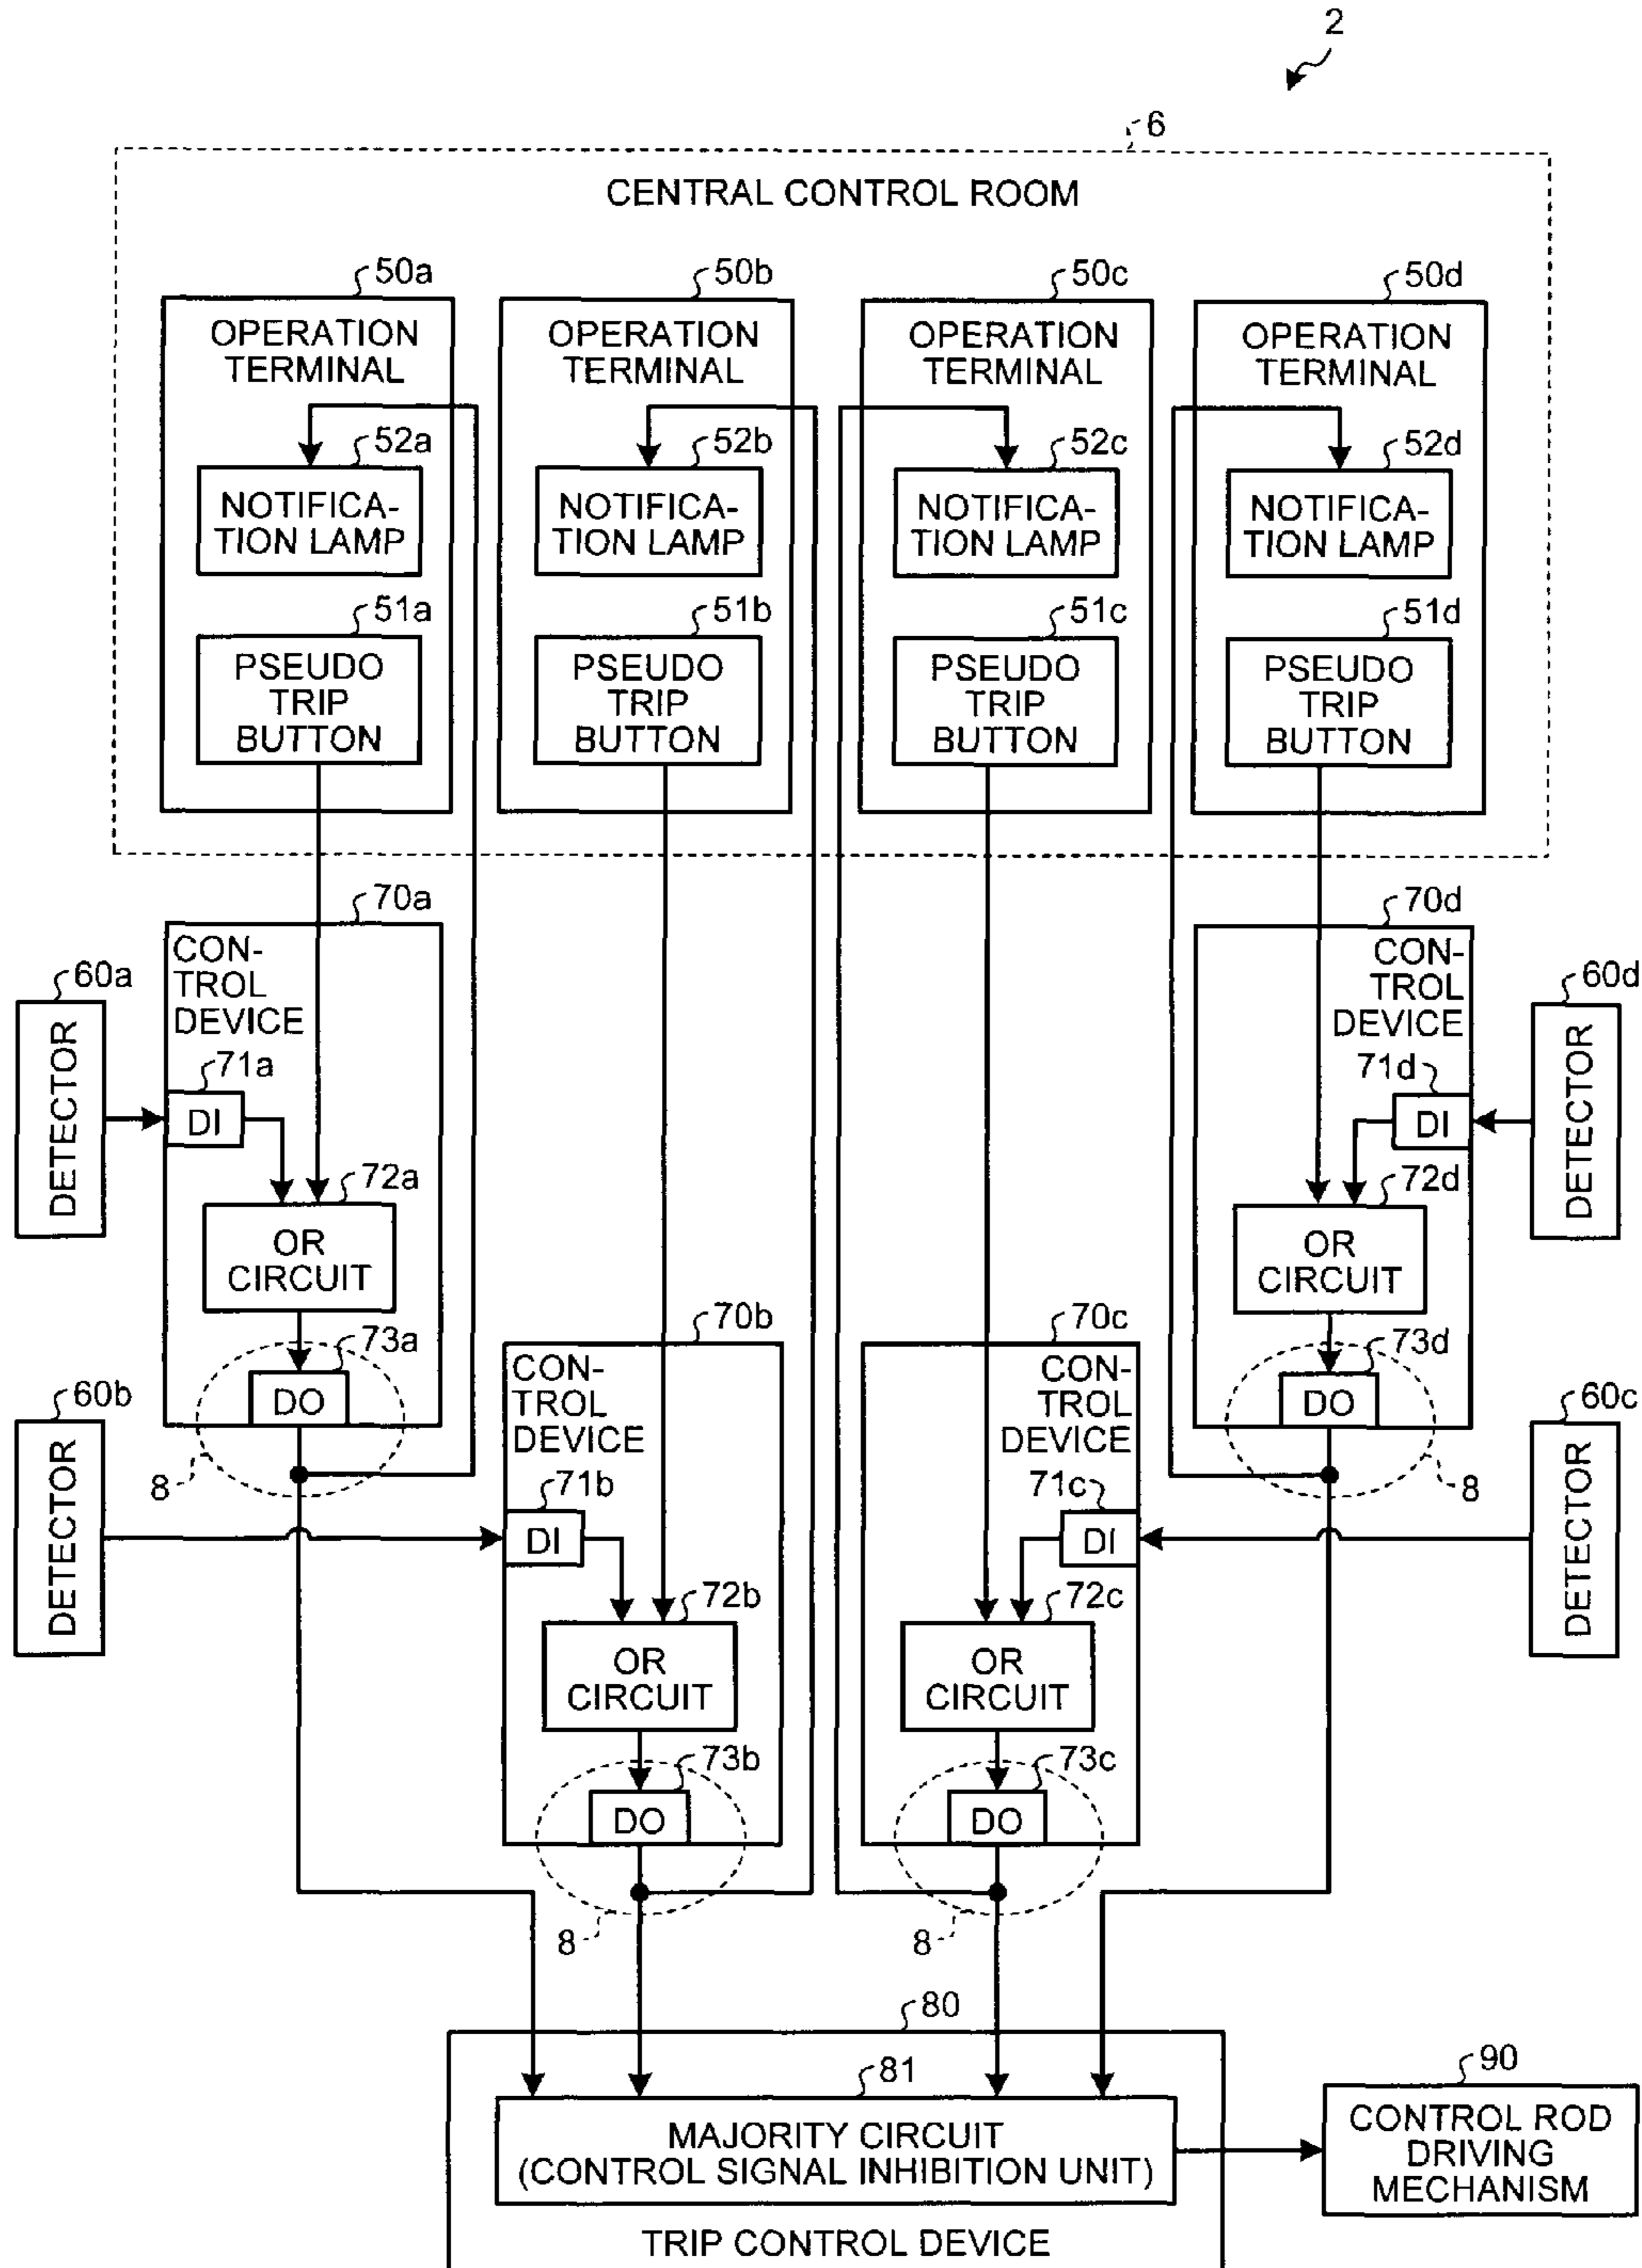 2
6
CENTRAL CONTROL ROOM
50a
50b
50c
50d
OPERATION
TERMINAL
OPERATION
TERMINAL
OPERATION
TERMINAL
OPERATION
TERMINAL
52a
52b
52c
52d
NOTIFICA-
TION LAMP
NOTIFICA-
TION LAMP
NOTIFICA-
TION LAMP
NOTIFICA-
TION LAMP
51a
51b
51c
51d
PSEUDO
TRIP
BUTTON
PSEUDO
TRIP
BUTTON
PSEUDO
TRIP
BUTTON
PSEUDO
TRIP
BUTTON
70a
70d
CON-
TROL
DEVICE
CON-
TROL
DEVICE
60a
60d
DETECTOR
DETECTOR
71a
71d
DI
DI
72a
72d
OR
CIRCUIT
OR
CIRCUIT
70b
70c
73a
73d
DO
DO
CON-
TROL
DEVICE
CON-
TROL
DEVICE
60b
60c
DETECTOR
DETECTOR
8
8
71b
71c
DI
DI
72b
72c
OR
CIRCUIT
OR
CIRCUIT
73b
73c
DO
DO
8
8
80
81
90
MAJORITY CIRCUIT
(CONTROL SIGNAL INHIBITION UNIT)
CONTROL ROD
DRIVING
MECHANISM
TRIP CONTROL DEVICE